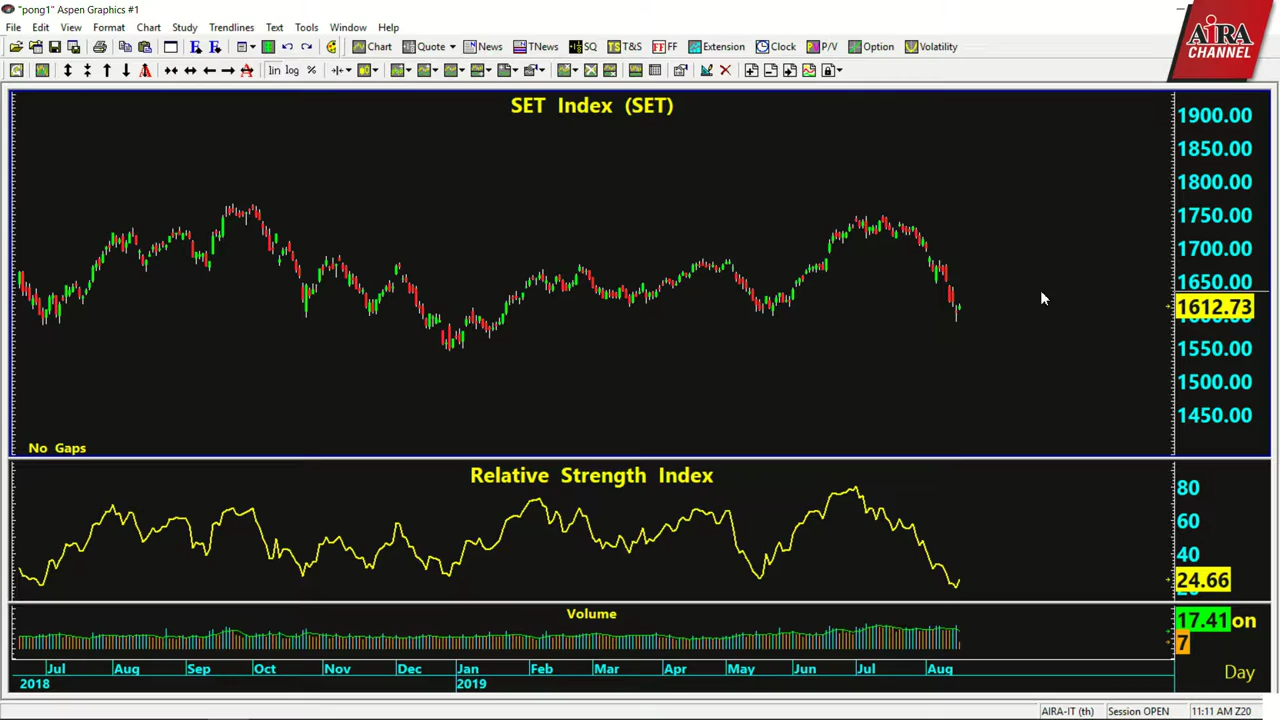 "pong1" Aspen Graphics #1
File Edit View Format Chart Study Trendlines Text Tools Window Help
Chart Quote News TNews SQ T&S FF Extension Clock P/V Option Volatility
lin log %
AiRA
CHANNEL
SET Index (SET)
1900.00
1850.00
1800.00
1750.00
1700.00
1650.00
1612.73
1550.00
1500.00
1450.00
No Gaps
Relative Strength Index
80
60
40
24.66
Volume
17.41 on
7
Jul Aug Sep Oct Nov Dec Jan Feb Mar Apr May Jun Jul Aug
2018 2019
Day
AIRA-IT (th) Session OPEN 11:11 AM Z20